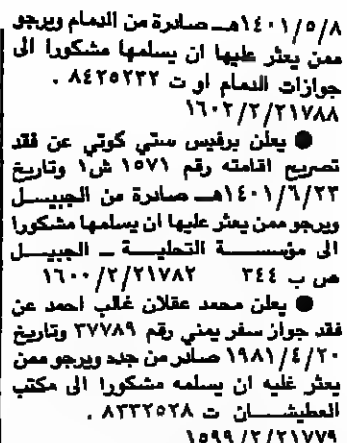 ١٤٠١/٥/٨هـ صادرة من الدمام ويرجو
ممن يعثر عليها ان يسلمها مشكورا الى
جوازات الدمام او ت ٨٤٢٥٢٣٢ .
١٦٠٢/٢/٢١٧٨٨
● يعلن برفيس ستي كوتي عن فقد
تصريح اقامته رقم ١٥٧١ ش١ وتاريخ
١٤٠١/٦/٢٣هـ صادرة من الجبيل
ويرجو ممن يعثر عليها ان يسلمها مشكورا
الى مؤسسة التحلية ــ الجبيل
ص ب ٣٤٤ ١٦٠٠/٢/٢١٧٨٢
● يعلن محمد عقلان غالب احمد عن
فقد جواز سفر يمني رقم ٣٧٧٨٩ وتاريخ
١٩٨١/٤/٢٠ صادر من جدد ويرجو ممن
يعثر غليه ان يسلمه مشكورا الى مكتب
العطيشان ت ٨٣٣٢٥٢٨ .
١٥٩٩/٢/٢١٧٧٩